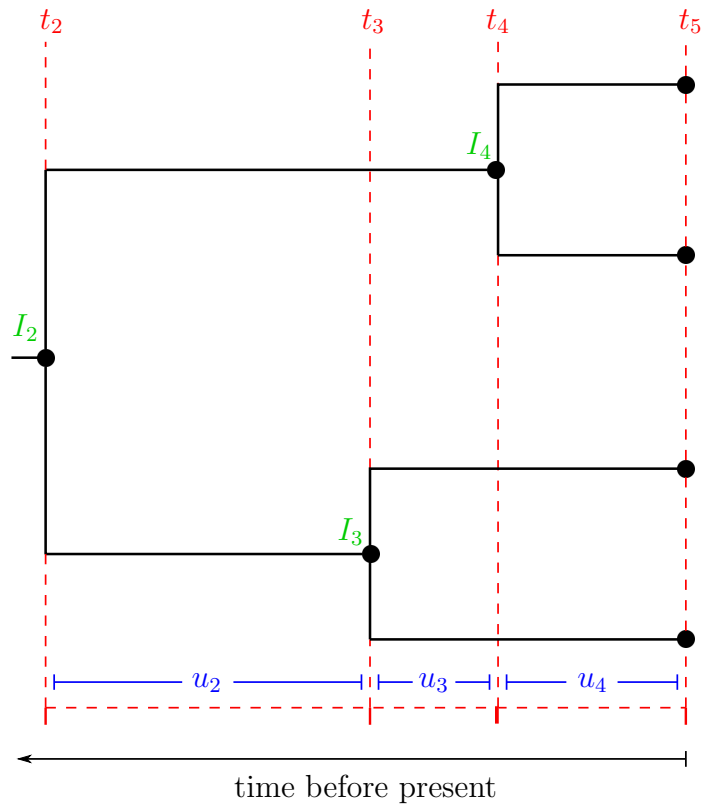 t₂ t₃ t₄ t₅
I₄
I₂
I₃
u₂ u₃ u₄
time before present